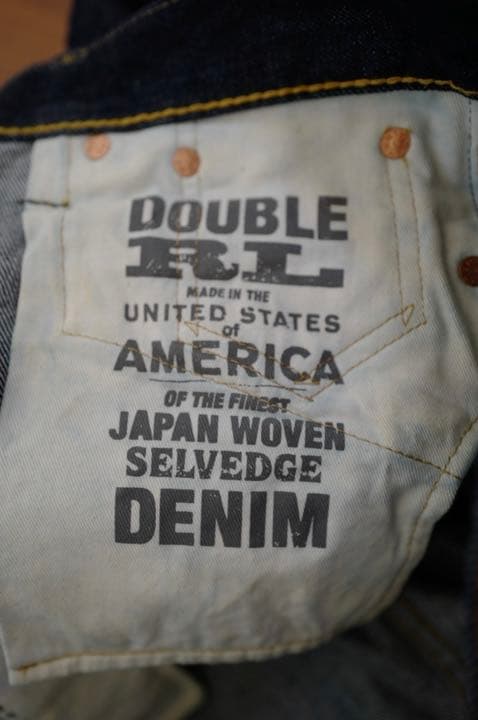 DOUBLE
RL
MADE IN THE
UNITED STATES
of
AMERICA
OF THE FINEST
JAPAN WOVEN
SELVEDGE
DENIM